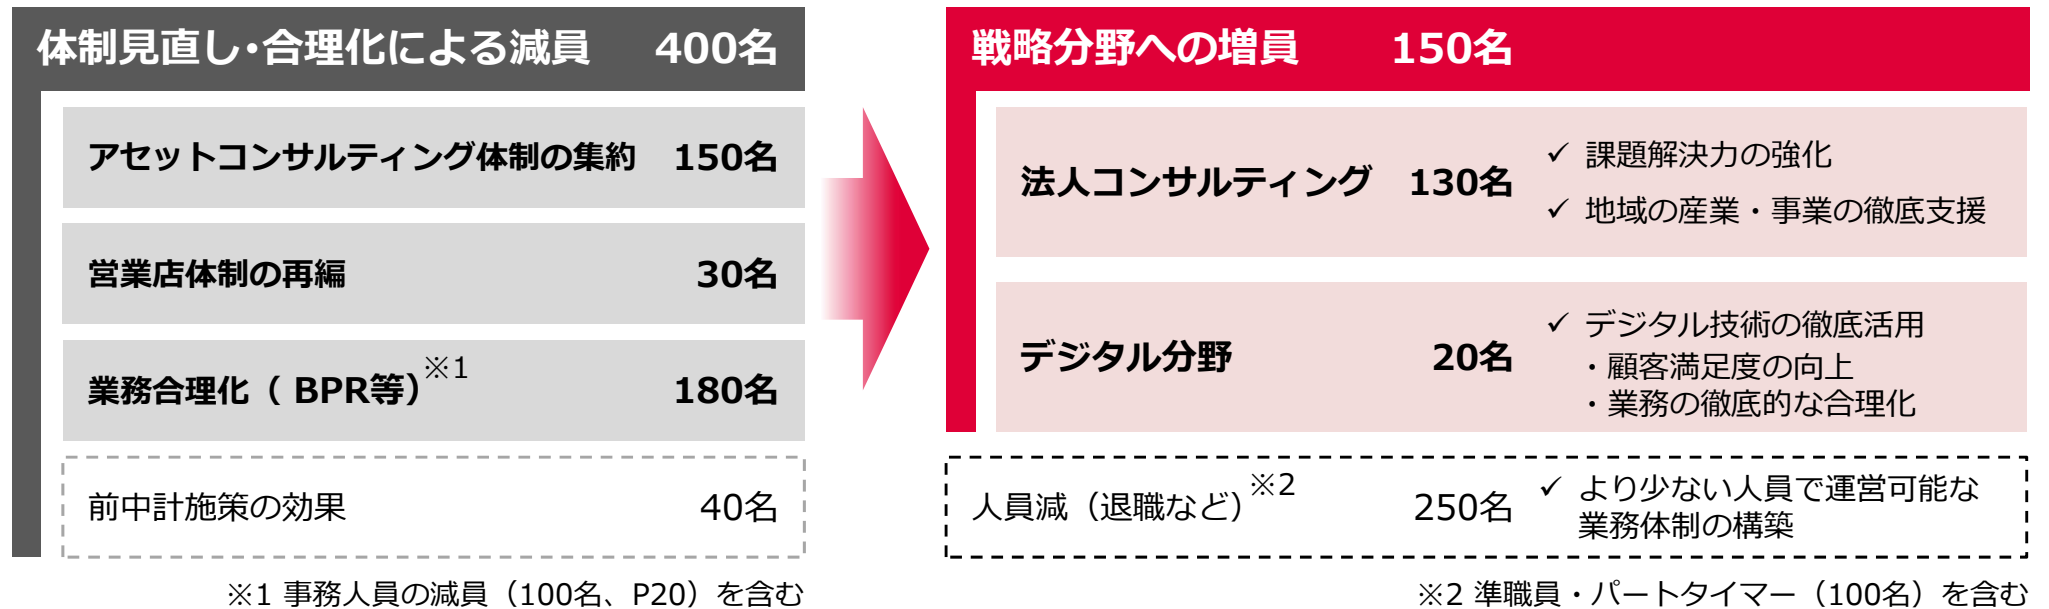 体制見直し・合理化による減員 400名
アセットコンサルティング体制の集約 150名
営業店体制の再編 30名
業務合理化（BPR等）※1 180名
前中計施策の効果 40名
※1 事務人員の減員（100名、P20）を含む
戦略分野への増員 150名
法人コンサルティング 130名
✓ 課題解決力の強化
✓ 地域の産業・事業の徹底支援
デジタル分野 20名
✓ デジタル技術の徹底活用
・顧客満足度の向上
・業務の徹底的な合理化
人員減（退職など）※2 250名
✓ より少ない人員で運営可能な
業務体制の構築
※2 準職員・パートタイマー（100名）を含む